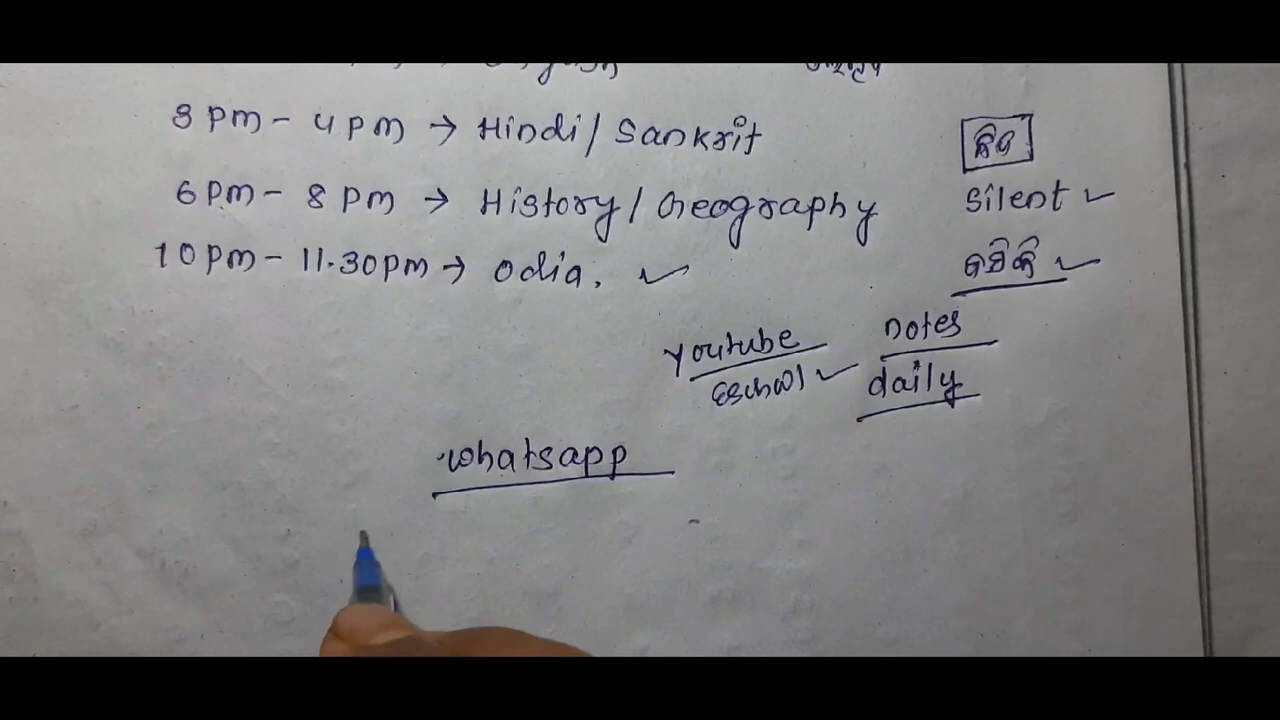 3 pm - 4 pm → Hindi / Sankrit
6 pm - 8 pm → History / Geography
Silent ✓
10 pm - 11.30 pm → odia. ✓
youtube
notes
daily
whatsapp